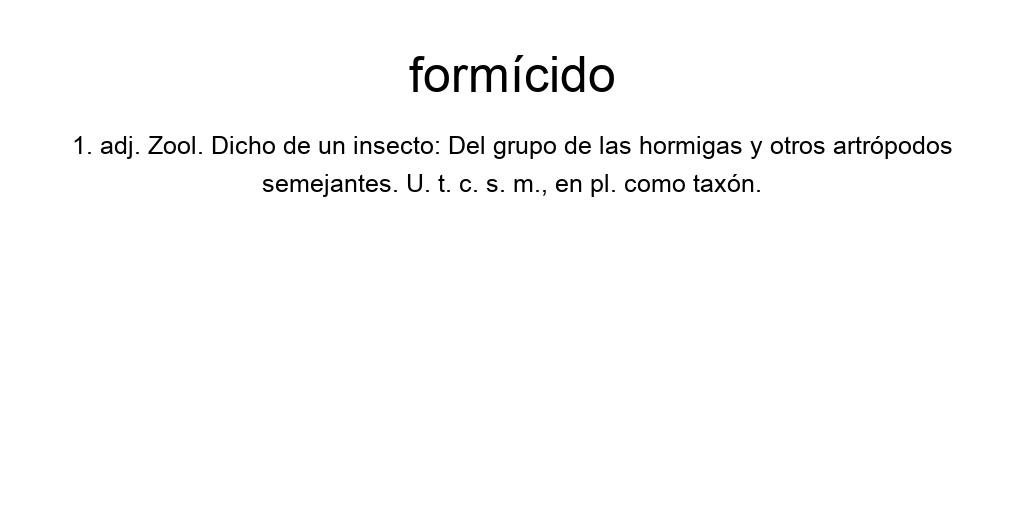 formícido
1. adj. Zool. Dicho de un insecto: Del grupo de las hormigas y otros artrópodos
semejantes. U. t. c. s. m., en pl. como taxón.